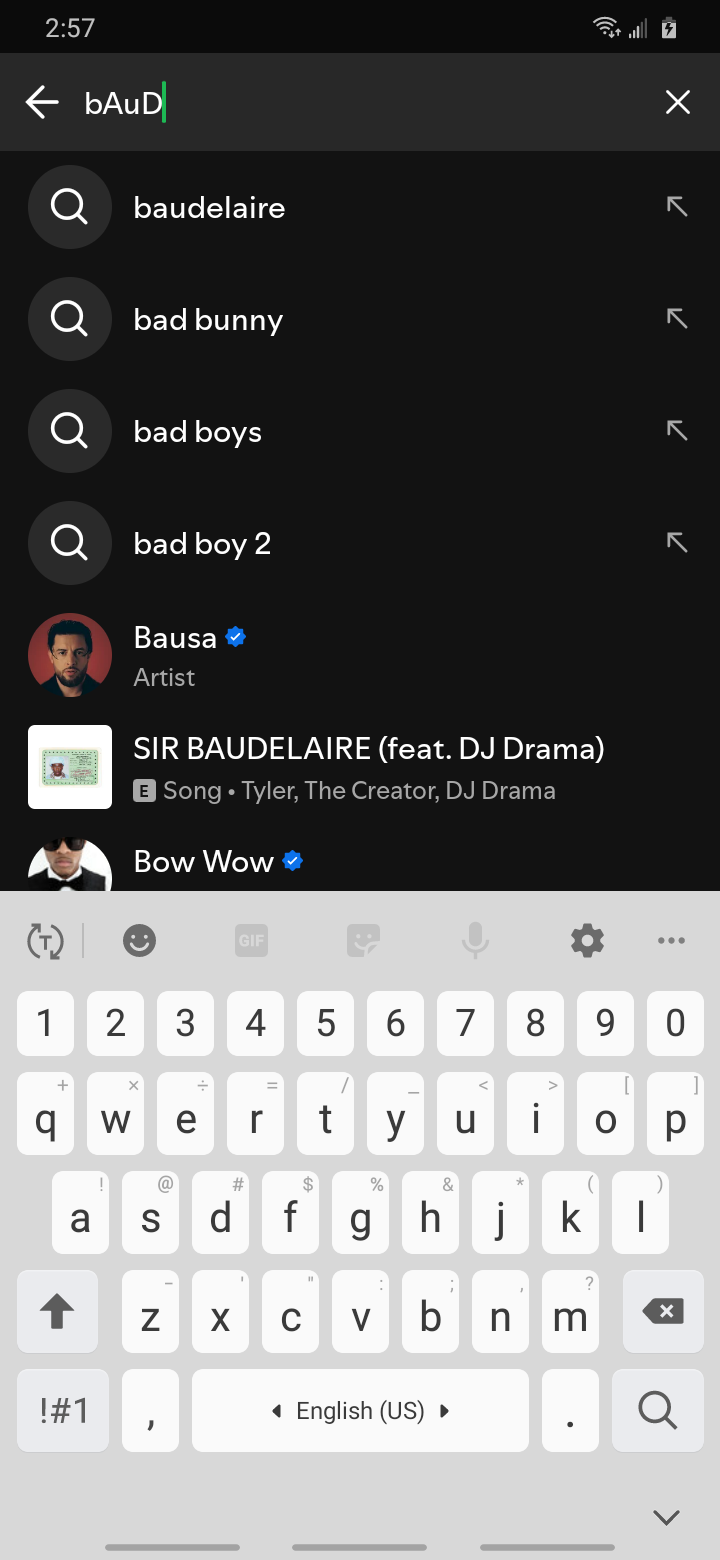 2:57
bAuD
baudelaire
bad bunny
bad boys
bad boy 2
Bausa
Artist
SIR BAUDELAIRE (feat. DJ Drama)
E Song • Tyler, The Creator, DJ Drama
Bow Wow
T GIF
1 2 3 4 5 6 7 8 9 0
+ × ÷ = / _ < > [ ]
q w e r t y u i o p
! @ # $ % & * ( )
a s d f g h j k l
- ' " : ; , ?
z x c v b n m
!#1 , English (US) .